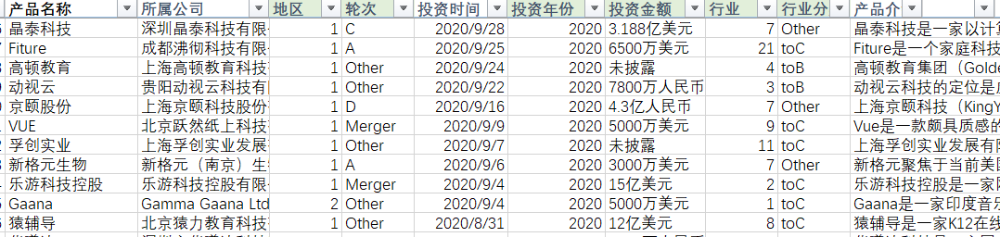 产品名称 所属公司 地区 轮次 投资时间 投资年份 投资金额 行业 行业分 产品介
晶泰科技 深圳晶泰科技有限 1 C 2020/9/28 2020 3.188亿美元 7 Other 晶泰科技是一家以计
Fiture 成都沸彻科技有限 1 A 2020/9/25 2020 6500万美元 21 toC Fiture是一个家庭科技
高顿教育 上海高顿教育科技 1 Other 2020/9/24 2020 未披露 4 toB 高顿教育集团（Golde
动视云 贵阳动视云科技有 1 Other 2020/9/22 2020 7800万人民币 3 toB 动视云科技的定位是
京颐股份 上海京颐科技股份 1 D 2020/9/16 2020 4.3亿人民币 7 Other 上海京颐科技（KingY
VUE 北京跃然纸上科技 1 Merger 2020/9/9 2020 5000万美元 9 toC Vue是一款颇具质感的
孚创实业 上海孚创实业发展 1 Other 2020/9/7 2020 未披露 11 toC 上海孚创实业发展有限
新格元生物 新格元（南京）生 1 A 2020/9/6 2020 3000万美元 7 Other 新格元聚焦于当前美
乐游科技控股 乐游科技控股有限 1 Merger 2020/9/4 2020 15亿美元 2 toC 乐游科技控股是一家
Gaana Gamma Gaana Ltd 2 Other 2020/9/4 2020 5000万美元 1 toC Gaana是一家印度音乐
猿辅导 北京猿力教育科技 1 Other 2020/8/31 2020 12亿美元 8 toC 猿辅导是一家K12在线